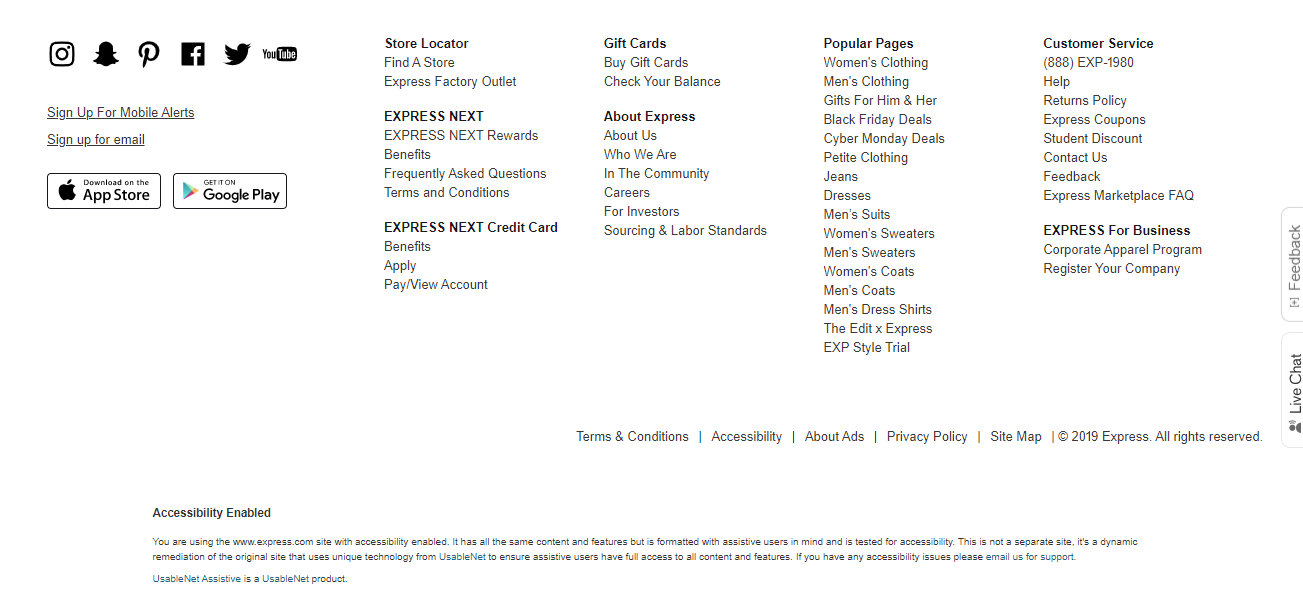 You Tube
Sign Up For Mobile Alerts
Sign up for email
Download on the
App Store
GET IT ON
Google Play
Store Locator
Find A Store
Express Factory Outlet
EXPRESS NEXT
EXPRESS NEXT Rewards
Benefits
Frequently Asked Questions
Terms and Conditions
EXPRESS NEXT Credit Card
Benefits
Apply
Pay/View Account
Gift Cards
Buy Gift Cards
Check Your Balance
About Express
About Us
Who We Are
In The Community
Careers
For Investors
Sourcing & Labor Standards
Popular Pages
Women's Clothing
Men's Clothing
Gifts For Him & Her
Black Friday Deals
Cyber Monday Deals
Petite Clothing
Jeans
Dresses
Men's Suits
Women's Sweaters
Men's Sweaters
Women's Coats
Men's Coats
Men's Dress Shirts
The Edit x Express
EXP Style Trial
Customer Service
(888) EXP-1980
Help
Returns Policy
Express Coupons
Student Discount
Contact Us
Feedback
Express Marketplace FAQ
EXPRESS For Business
Corporate Apparel Program
Register Your Company
[+] Feedback
Live Chat
Terms & Conditions | Accessibility | About Ads | Privacy Policy | Site Map | © 2019 Express. All rights reserved.
Accessibility Enabled
You are using the www.express.com site with accessibility enabled. It has all the same content and features but is formatted with assistive users in mind and is tested for accessibility. This is not a separate site, it's a dynamic
remediation of the original site that uses unique technology from UsableNet to ensure assistive users have full access to all content and features. If you have any accessibility issues please email us for support.
UsableNet Assistive is a UsableNet product.